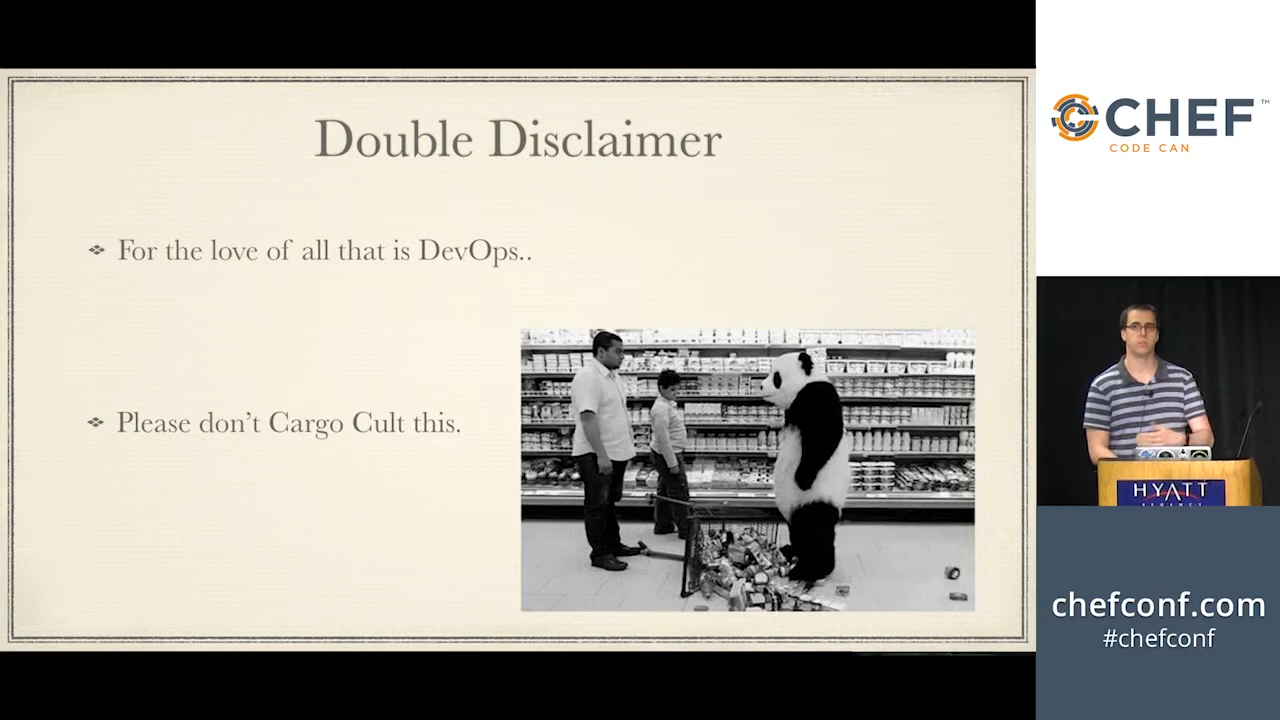 Double Disclaimer
For the love of all that is DevOps..
Please don't Cargo Cult this.
CHEF™
CODE CAN
HYATT
chefconf.com
#chefconf